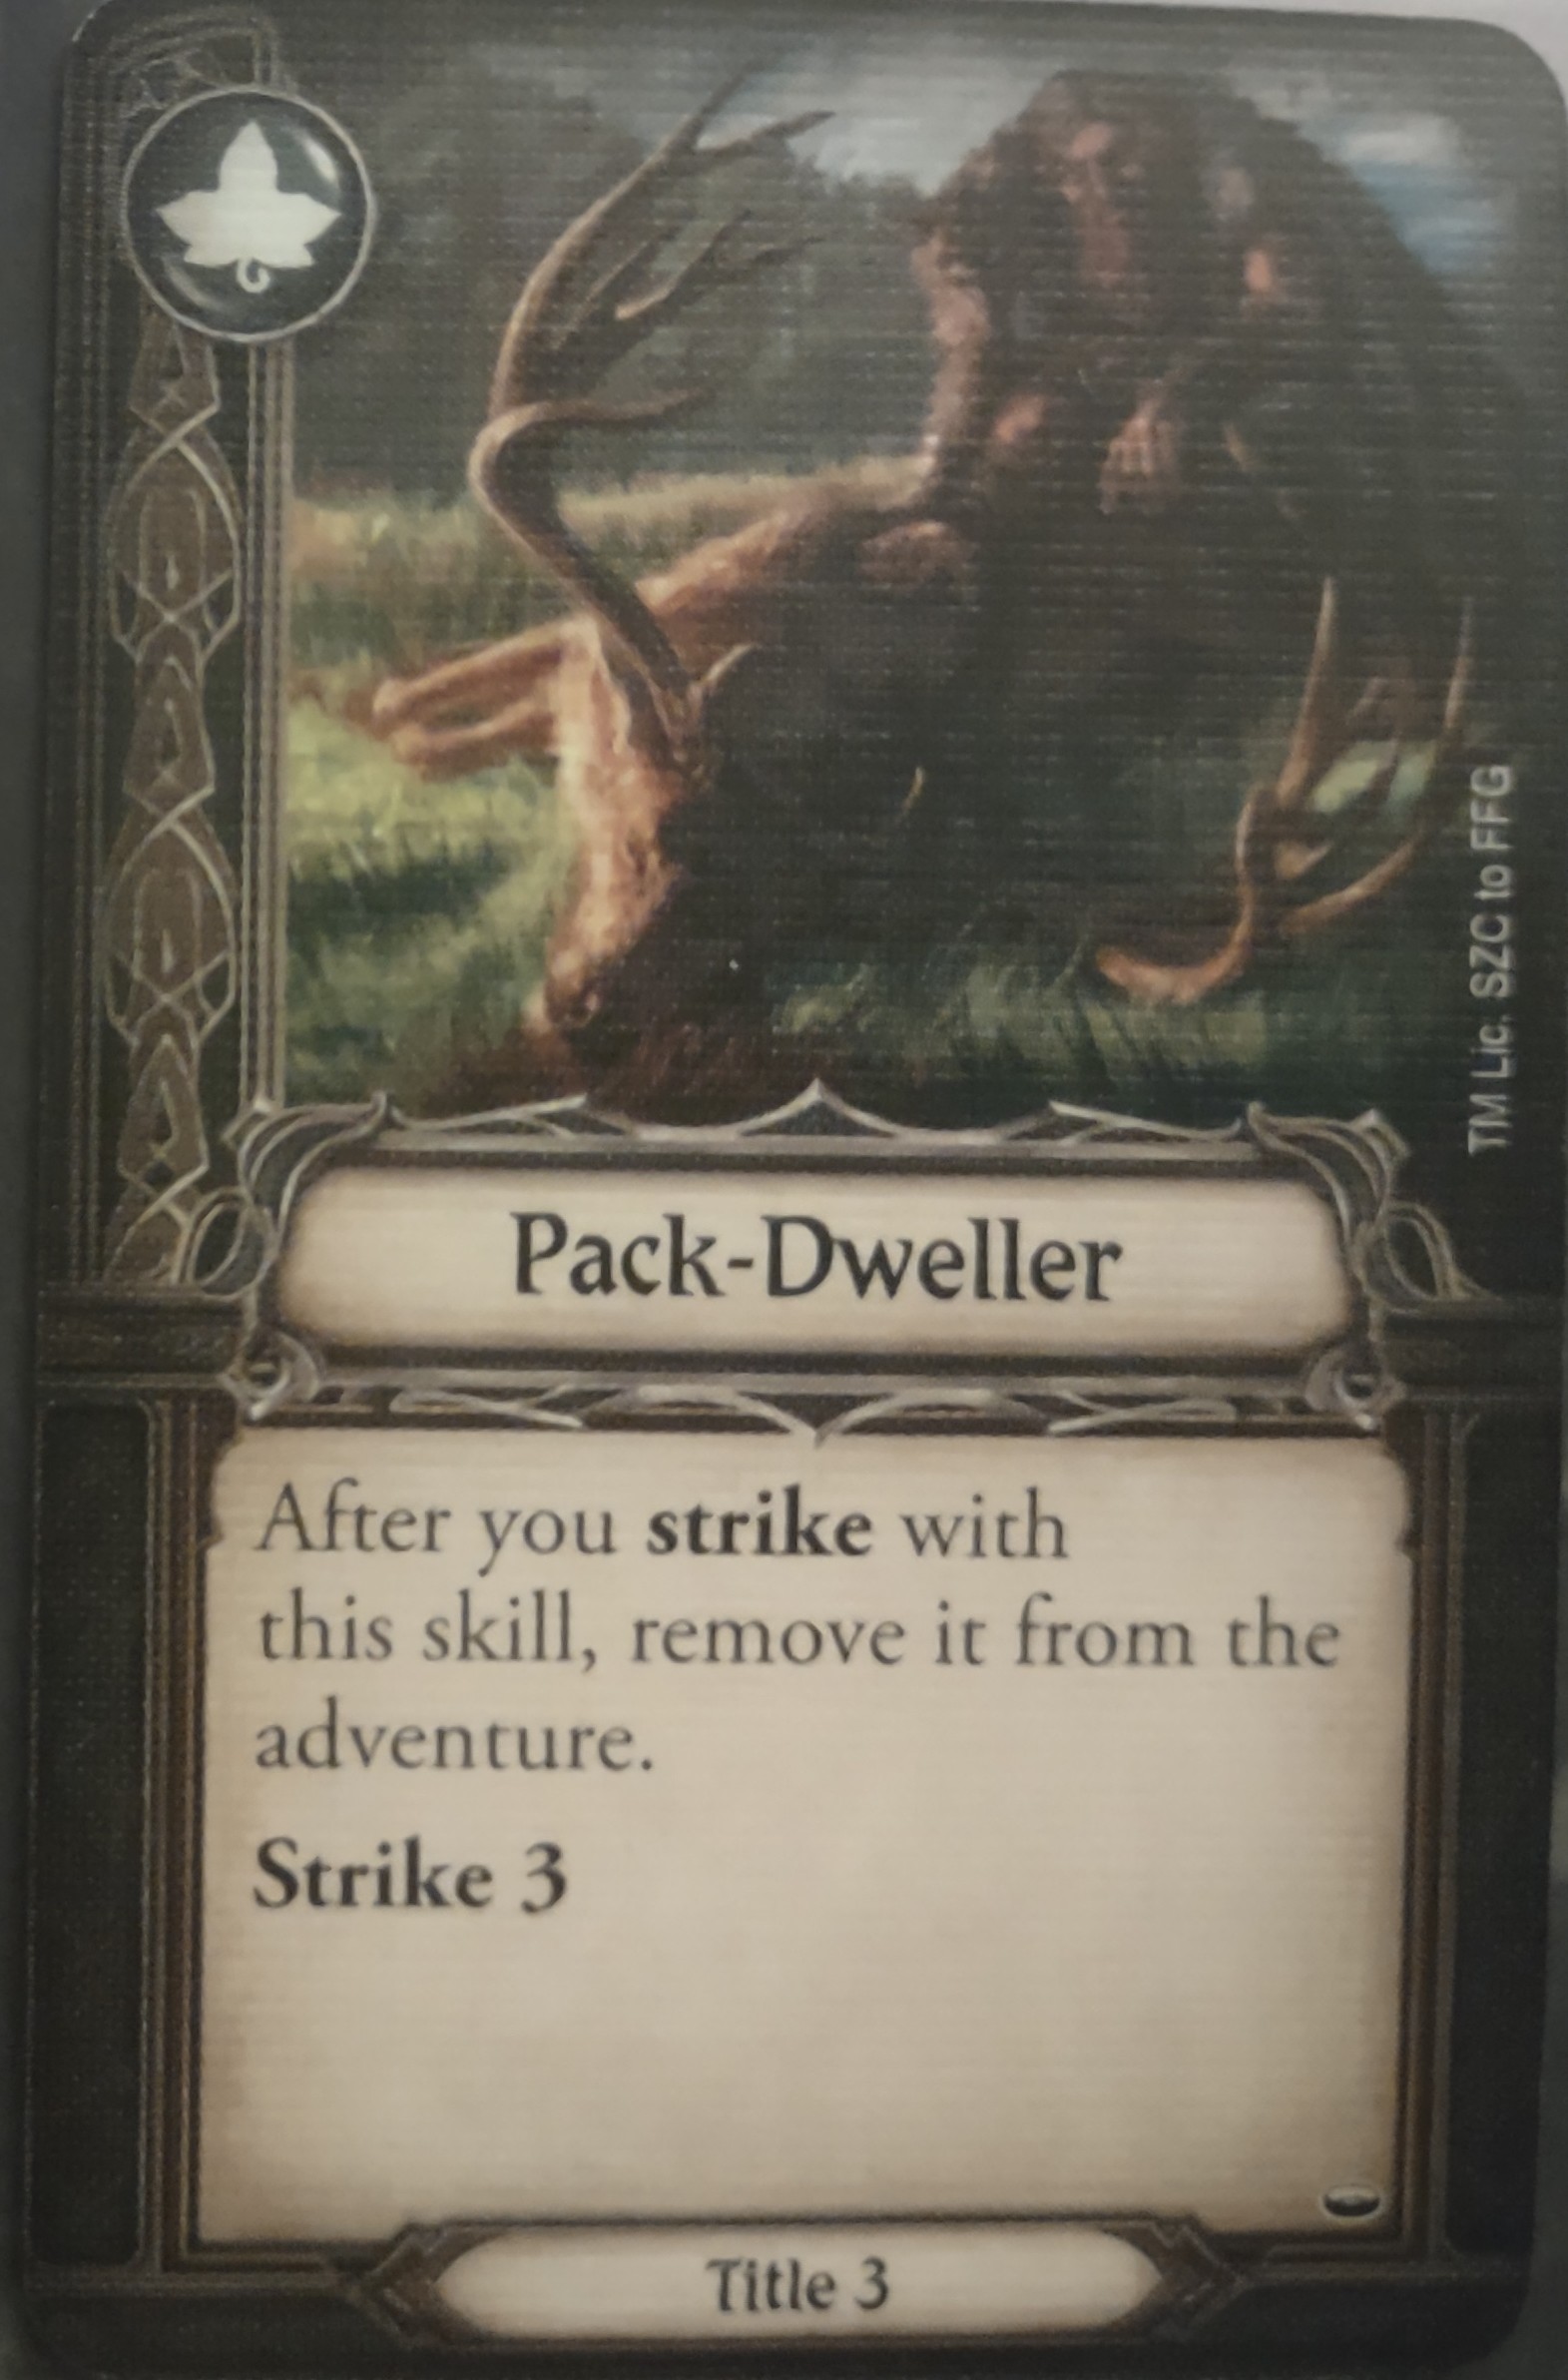 TM Lic. SZC to FFG
Pack-Dweller
After you strike with
this skill, remove it from the
adventure.
Strike 3
Title 3